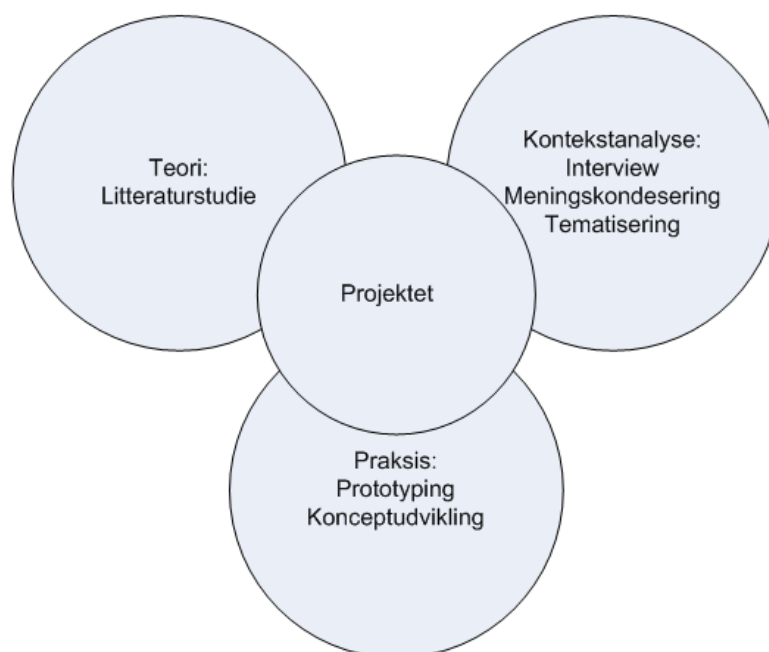 Teori:
Litteraturstudie
Kontekstanalyse:
Interview
Meningskondesering
Tematisering
Projektet
Praksis:
Prototyping
Konceptudvikling